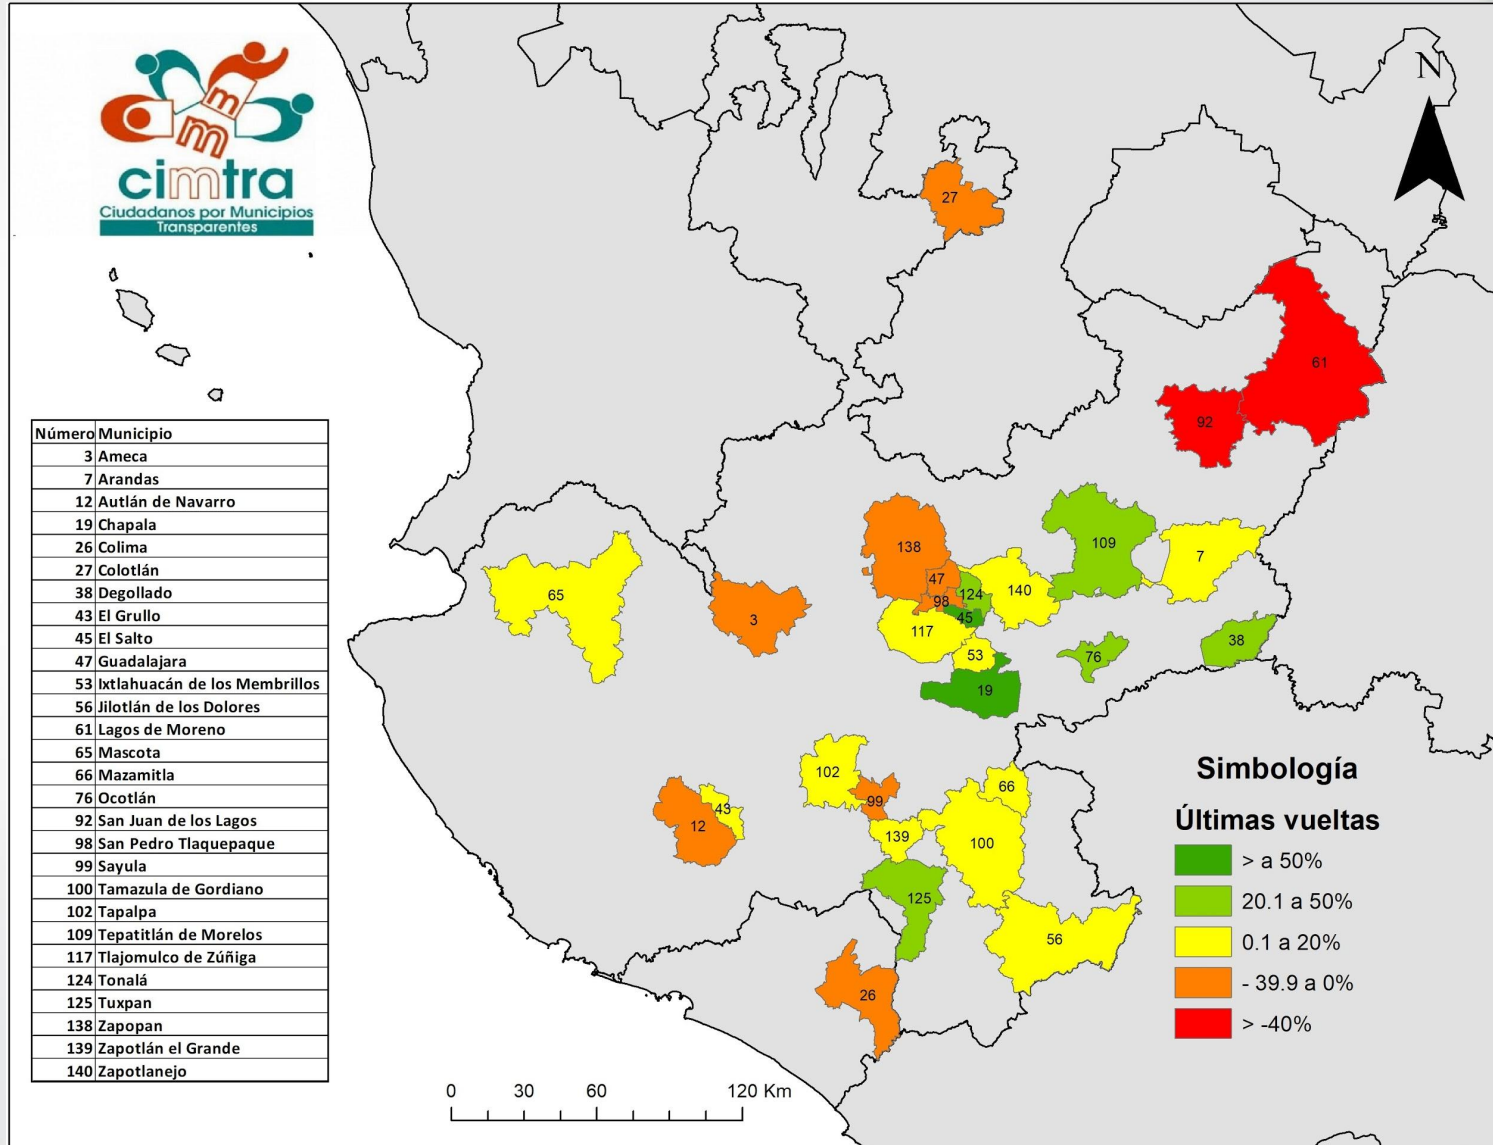 m
m
cimtra
Ciudadanos por Municipios
Transparentes
N
Número Municipio
3 Ameca
7 Arandas
12 Autlán de Navarro
19 Chapala
26 Colima
27 Colotlán
38 Degollado
43 El Grullo
45 El Salto
47 Guadalajara
53 Ixtlahuacán de los Membrillos
56 Jilotlán de los Dolores
61 Lagos de Moreno
65 Mascota
66 Mazamitla
76 Ocotlán
92 San Juan de los Lagos
98 San Pedro Tlaquepaque
99 Sayula
100 Tamazula de Gordiano
102 Tapalpa
109 Tepatitlán de Morelos
117 Tlajomulco de Zúñiga
124 Tonalá
125 Tuxpan
138 Zapopan
139 Zapotlán el Grande
140 Zapotlanejo
27
61
92
138
109
7
47
140
124
65
98
45
3
117
38
53
76
19
102
66
99
43
12
139
100
125
56
26
Simbología
Últimas vueltas
> a 50%
20.1 a 50%
0.1 a 20%
- 39.9 a 0%
> -40%
0 30 60 120 Km